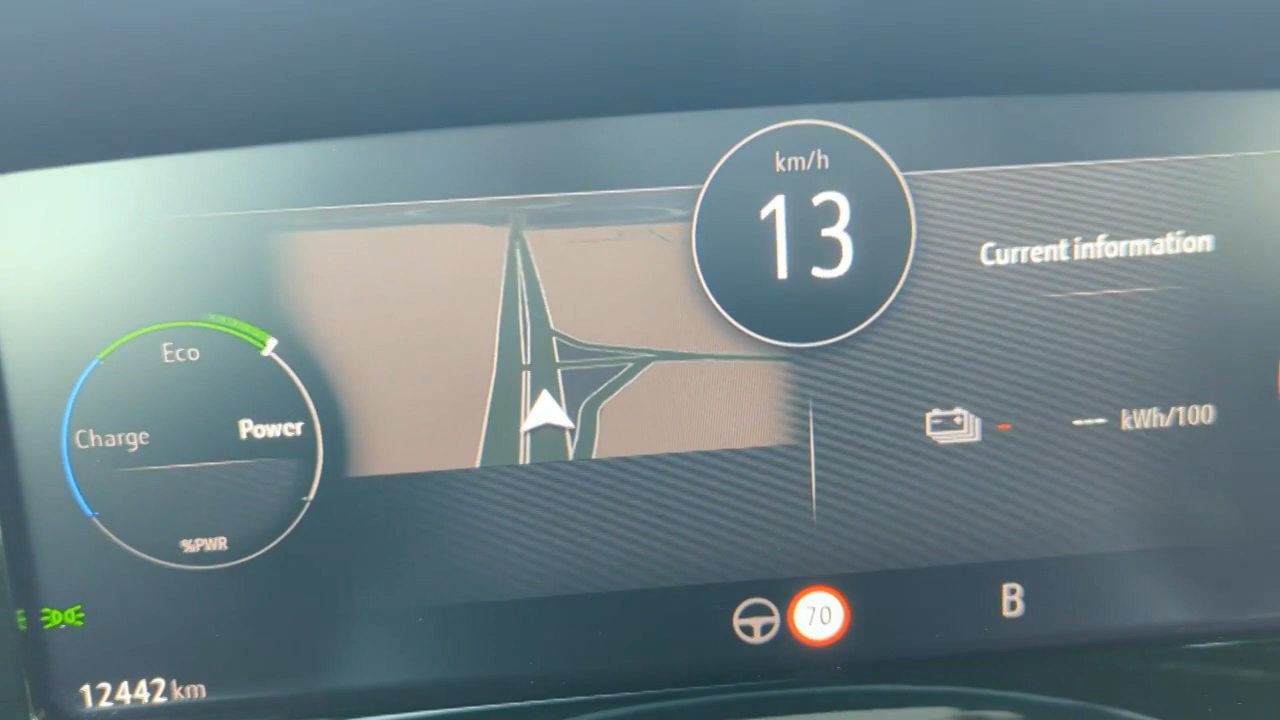 km/h
13
Current information
Eco
Charge
Power
%PWR
-
--- kWh/100
70
B
12442 km